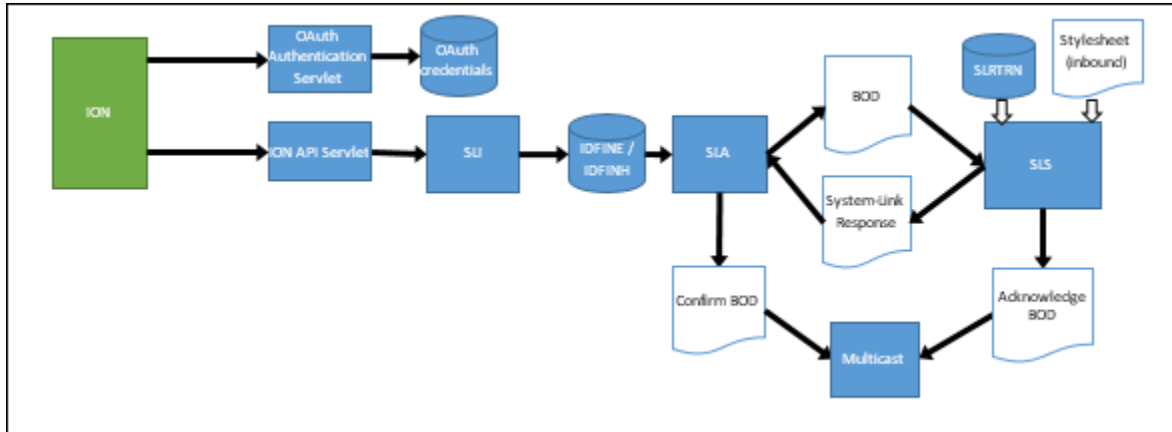 OAuth
Authentication
Servlet
OAuth
credentials
Stylesheet
(inbound)
SLRTRN
BOD
ION
ION API Servlet
SLI
IDFINE /
IDFINH
SLA
SLS
System-Link
Response
Confirm BOD
Acknowledge
BOD
Multicast